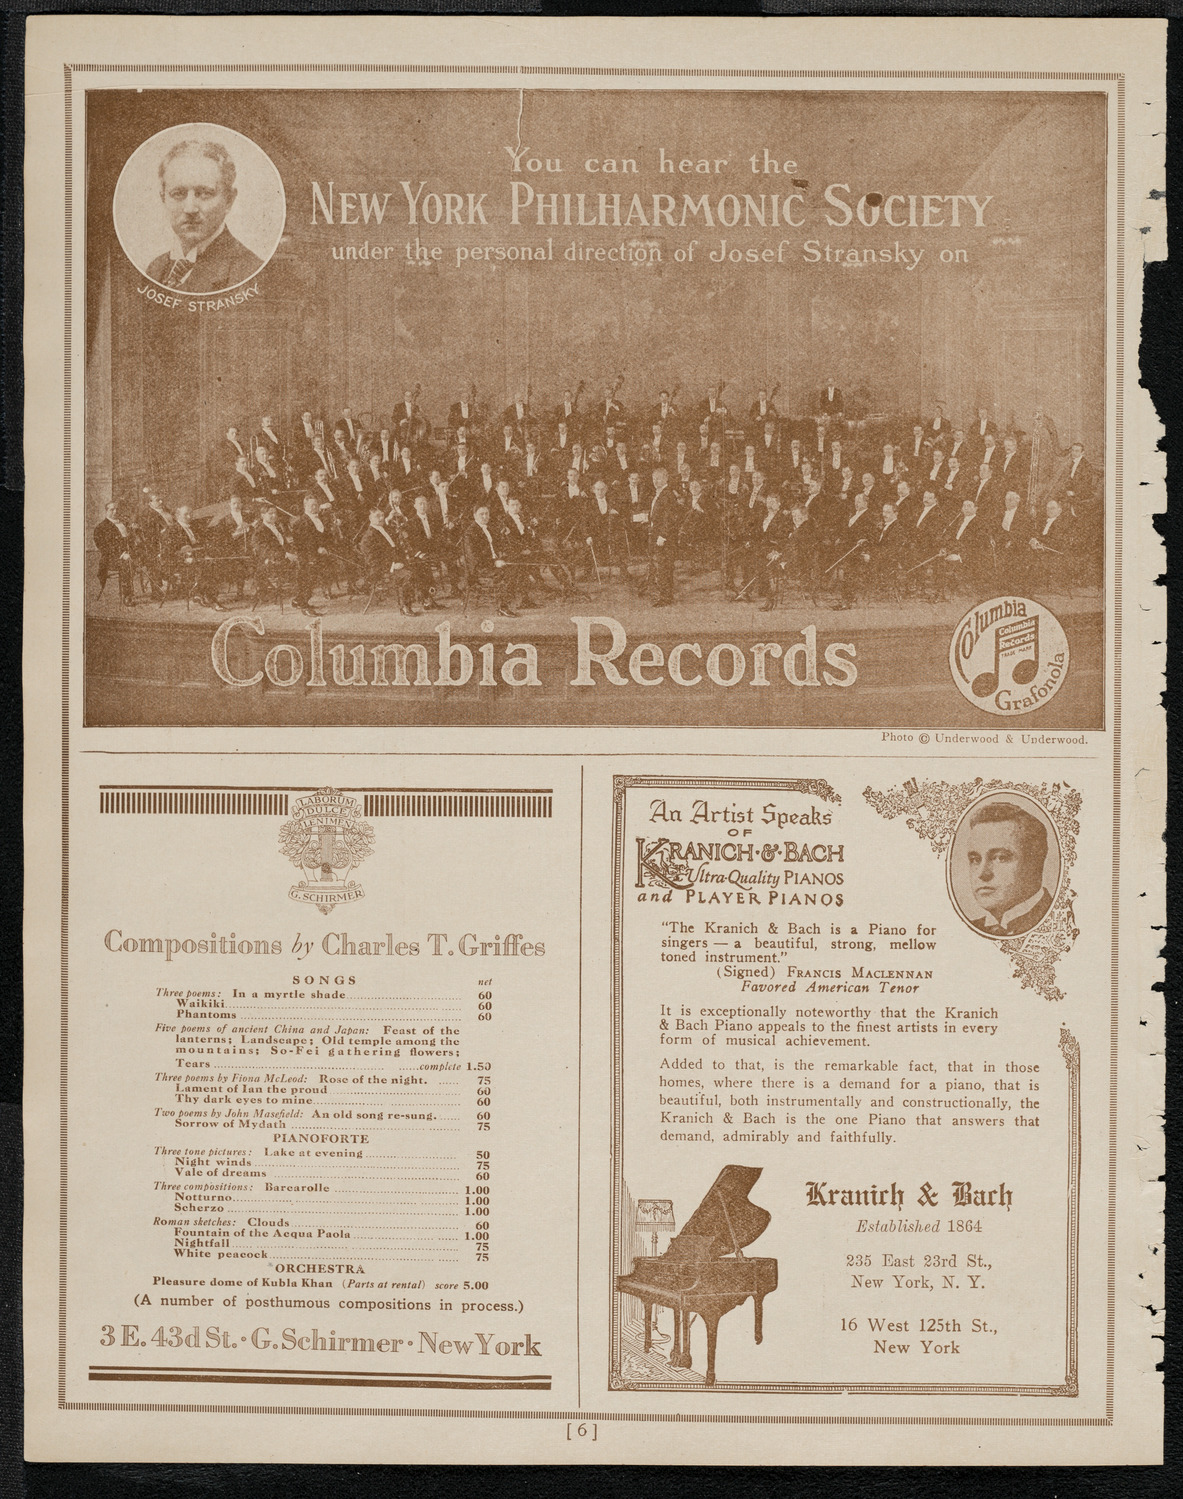 You can hear the
NEW YORK PHILHARMONIC SOCIETY
under the personal direction of Josef Stransky on
JOSEF STRANSKY
Columbia Records
Columbia
Columbia
Records
TRADE MARK
Grafonola
Photo © Underwood & Underwood.
LABORUM
DULCE
LENIMEN
G. SCHIRMER
Compositions by Charles T. Griffes
SONGS net
Three poems: In a myrtle shade 60
Waikiki 60
Phantoms 60
Five poems of ancient China and Japan: Feast of the
lanterns; Landscape; Old temple among the
mountains; So-Fei gathering flowers;
Tears complete 1.50
Three poems by Fiona McLeod: Rose of the night. 75
Lament of Ian the proud 60
Thy dark eyes to mine 60
Two poems by John Masefield: An old song re-sung. 60
Sorrow of Mydath 75
PIANOFORTE
Three tone pictures: Lake at evening 50
Night winds 75
Vale of dreams 60
Three compositions: Barcarolle 1.00
Notturno 1.00
Scherzo 1.00
Roman sketches: Clouds 60
Fountain of the Acqua Paola 1.00
Nightfall 75
White peacock 75
ORCHESTRA
Pleasure dome of Kubla Khan (Parts at rental) score 5.00
(A number of posthumous compositions in process.)
3 E. 43d St. · G. Schirmer · New York
An Artist Speaks
OF
KRANICH·&·BACH
Ultra-Quality PIANOS
and PLAYER PIANOS
"The Kranich & Bach is a Piano for
singers — a beautiful, strong, mellow
toned instrument."
(Signed) FRANCIS MACLENNAN
Favored American Tenor
It is exceptionally noteworthy that the Kranich
& Bach Piano appeals to the finest artists in every
form of musical achievement.
Added to that, is the remarkable fact, that in those
homes, where there is a demand for a piano, that is
beautiful, both instrumentally and constructionally, the
Kranich & Bach is the one Piano that answers that
demand, admirably and faithfully.
Kranich & Bach
Established 1864
235 East 23rd St.,
New York, N. Y.
16 West 125th St.,
New York
[ 6 ]